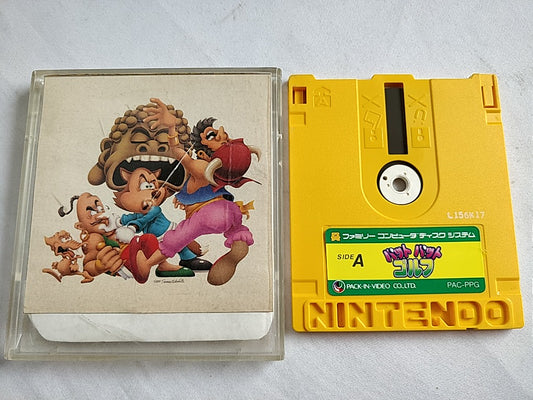 L156K17
ファミリー コンピュータ ディスク システム
SIDE A
パット パット
ゴルフ
PACK-IN-VIDEO CO.,LTD.
PAC-PPG
NINTENDO